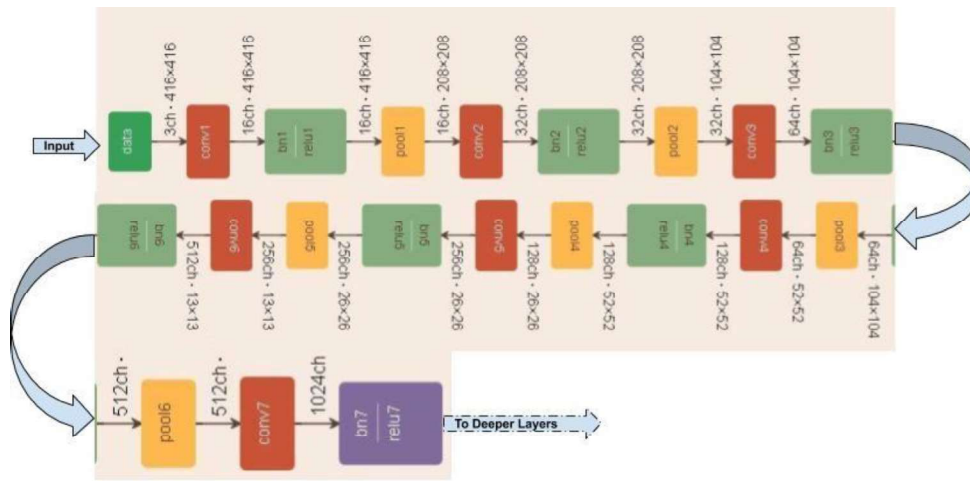 Input
data
3ch · 416×416
conv1
16ch · 416×416
bn1
relu1
16ch · 416×416
pool1
16ch · 208×208
conv2
32ch · 208×208
bn2
relu2
32ch · 208×208
pool2
32ch · 104×104
conv3
64ch · 104×104
bn3
relu3
64ch · 104×104
pool3
64ch · 52×52
conv4
128ch · 52×52
bn4
relu4
128ch · 52×52
pool4
128ch · 26×26
conv5
256ch · 26×26
bn5
relu5
256ch · 26×26
pool5
256ch · 13×13
conv6
512ch · 13×13
bn6
relu6
512ch ·
pool6
512ch ·
conv7
1024ch
bn7
relu7
To Deeper Layers